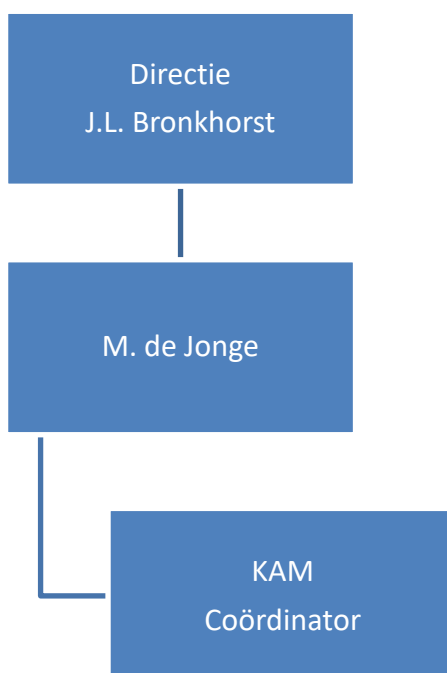 Directie
J.L. Bronkhorst
M. de Jonge
KAM
Coördinator